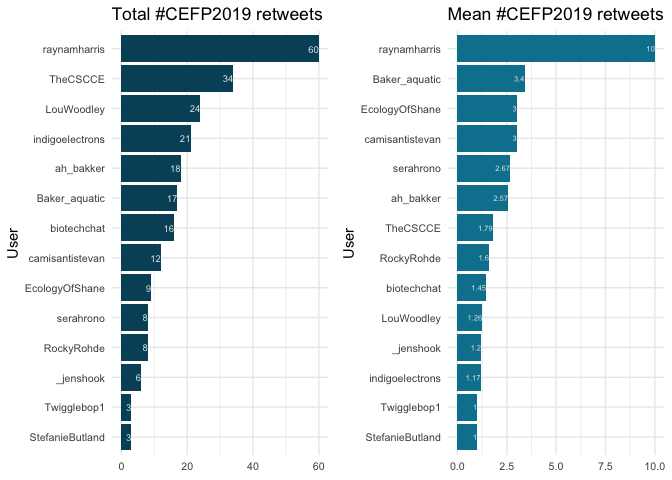 Total #CEFP2019 retweets
User
raynamharris 60
TheCSCCE 34
LouWoodley 24
indigoelectrons 21
ah_bakker 18
Baker_aquatic 17
biotechchat 16
camisantistevan 12
EcologyOfShane 9
serahrono 8
RockyRohde 8
_jenshook 6
Twigglebop1 3
StefanieButland 3
0 20 40 60
Mean #CEFP2019 retweets
User
raynamharris 10
Baker_aquatic 3.4
EcologyOfShane 3
camisantistevan 3
serahrono 2.67
ah_bakker 2.57
TheCSCCE 1.79
RockyRohde 1.6
biotechchat 1.45
LouWoodley 1.26
_jenshook 1.2
indigoelectrons 1.17
Twigglebop1 1
StefanieButland 1
0.0 2.5 5.0 7.5 10.0